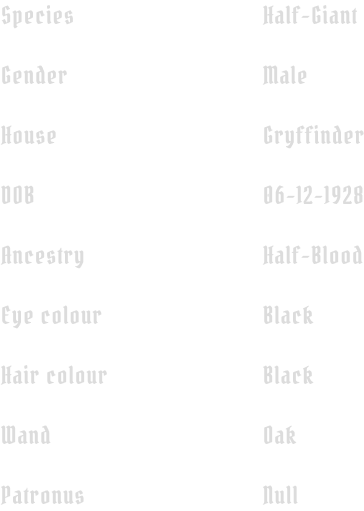 Species Half-Giant
Gender Male
House Gryffinder
DOB 06-12-1928
Ancestry Half-Blood
Eye colour Black
Hair colour Black
Wand Oak
Patronus Null